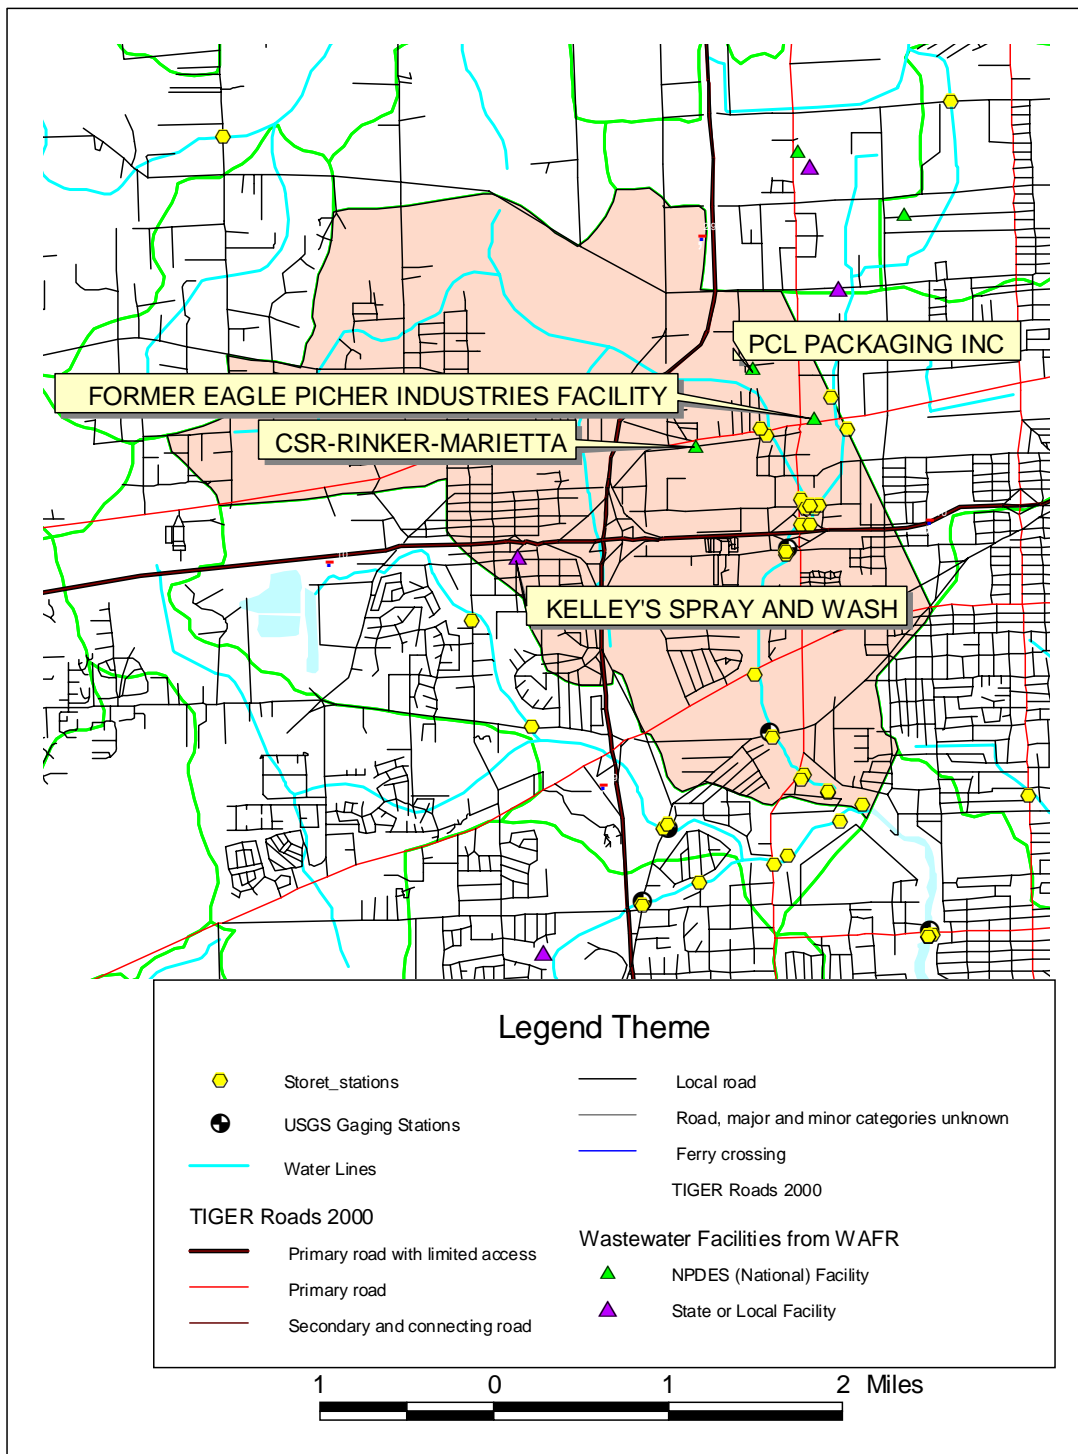 PCL PACKAGING INC
FORMER EAGLE PICHER INDUSTRIES FACILITY
CSR-RINKER-MARIETTA
10
KELLEY'S SPRAY AND WASH
Legend Theme
Storet_stations
USGS Gaging Stations
Water Lines
TIGER Roads 2000
Primary road with limited access
Primary road
Secondary and connecting road
Local road
Road, major and minor categories unknown
Ferry crossing
TIGER Roads 2000
Wastewater Facilities from WAFR
NPDES (National) Facility
State or Local Facility
1 0 1 2 Miles